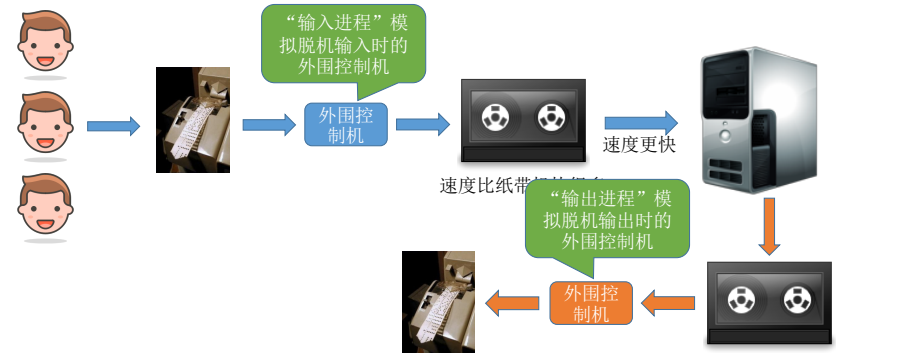 “输入进程”模
拟脱机输入时的
外围控制机
外围控
制机
速度更快
速度比纸带
“输出进程”模
拟脱机输出时的
外围控制机
外围控
制机